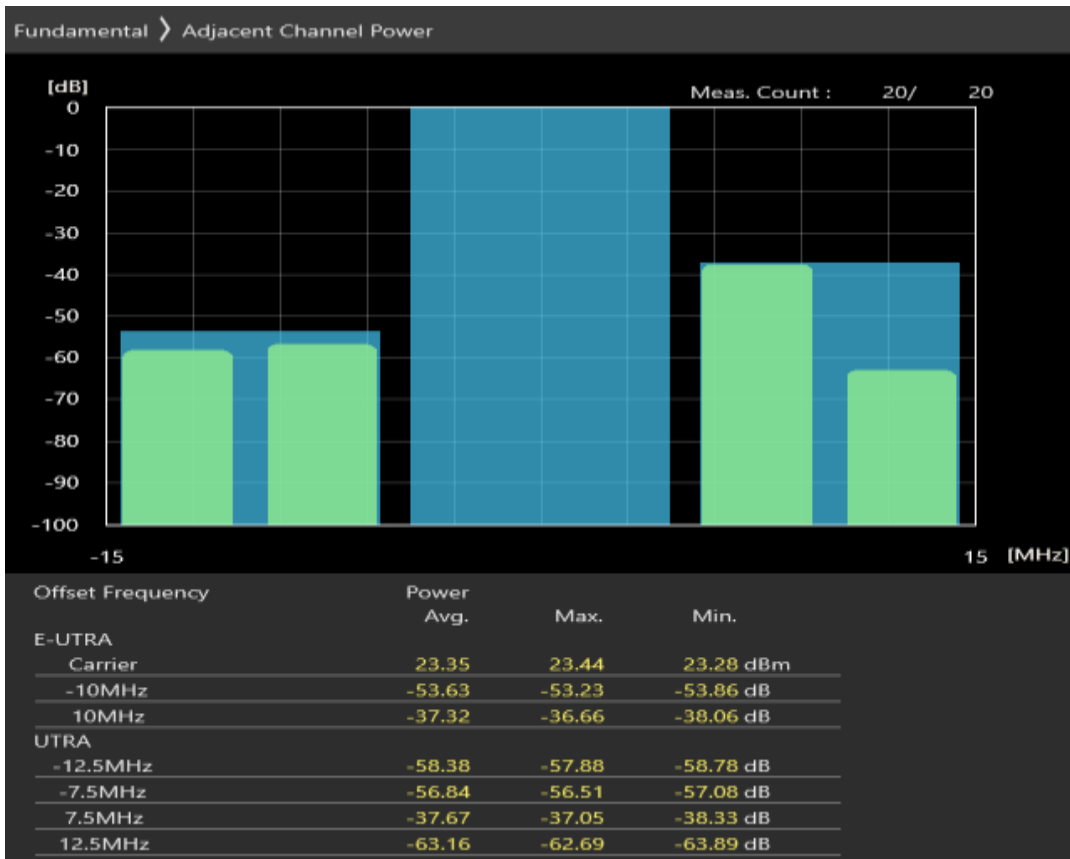 Fundamental ❯ Adjacent Channel Power
[dB]
Meas. Count : 20/ 20
0
-10
-20
-30
-40
-50
-60
-70
-80
-90
-100
-15 15 [MHz]
Offset Frequency Power
Avg. Max. Min.
E-UTRA
Carrier 23.35 23.44 23.28 dBm
-10MHz -53.63 -53.23 -53.86 dB
10MHz -37.32 -36.66 -38.06 dB
UTRA
-12.5MHz -58.38 -57.88 -58.78 dB
-7.5MHz -56.84 -56.51 -57.08 dB
7.5MHz -37.67 -37.05 -38.33 dB
12.5MHz -63.16 -62.69 -63.89 dB